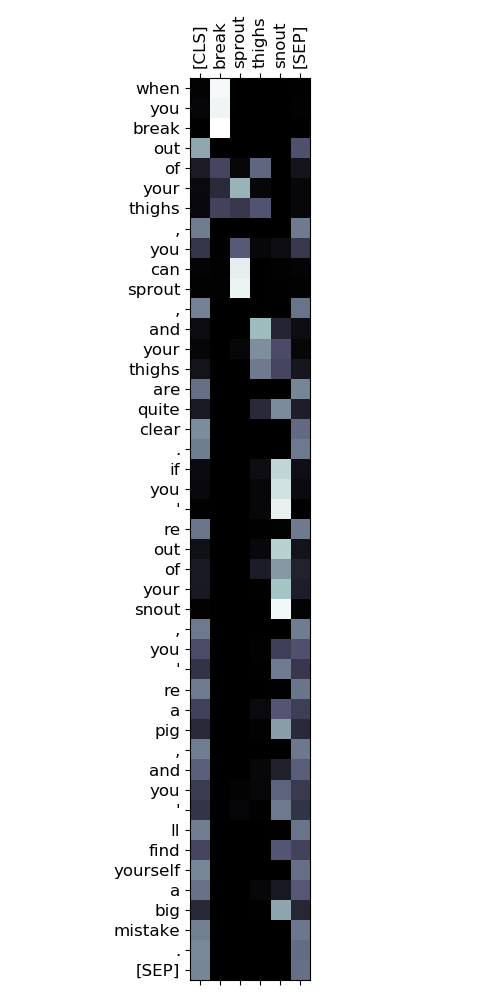 [CLS]
break
sprout
thighs
snout
[SEP]
when
you
break
out
of
your
thighs
,
you
can
sprout
,
and
your
thighs
are
quite
clear
.
if
you
'
re
out
of
your
snout
,
you
'
re
a
pig
,
and
you
'
ll
find
yourself
a
big
mistake
.
[SEP]